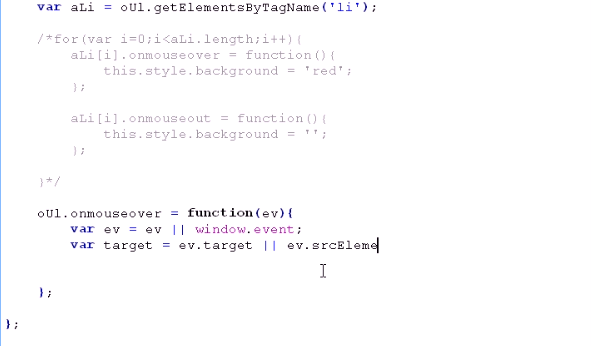 var aLi = oUl.getElementsByTagName('li');
/*for(var i=0;i<aLi.length;i++){
aLi[i].onmouseover = function(){
this.style.background = 'red';
};
aLi[i].onmouseout = function(){
this.style.background = '';
};
}*/
oUl.onmouseover = function(ev){
var ev = ev || window.event;
var target = ev.target || ev.srcEleme
};
};